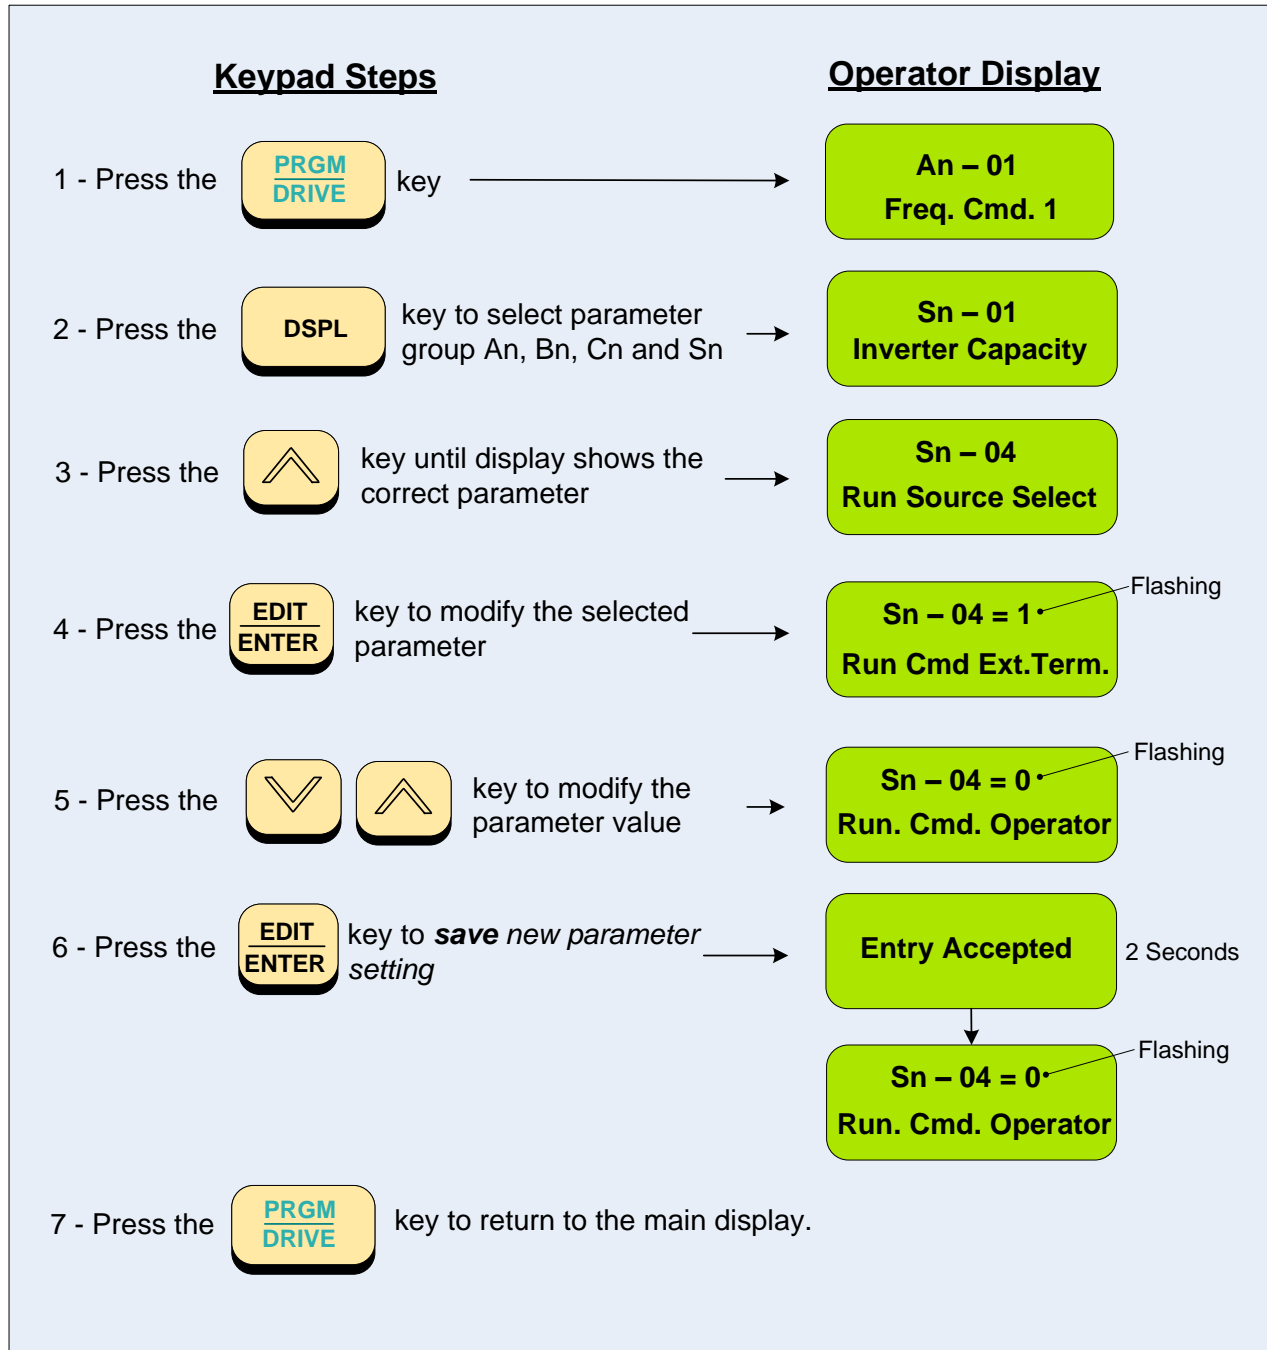 Keypad Steps
Operator Display
1 - Press the
PRGM
DRIVE
key
An – 01
Freq. Cmd. 1
2 - Press the
DSPL
key to select parameter
group An, Bn, Cn and Sn
Sn – 01
Inverter Capacity
3 - Press the
key until display shows the
correct parameter
Sn – 04
Run Source Select
4 - Press the
EDIT
ENTER
key to modify the selected
parameter
Sn – 04 = 1
Run Cmd Ext.Term.
Flashing
5 - Press the
key to modify the
parameter value
Sn – 04 = 0
Run. Cmd. Operator
Flashing
6 - Press the
EDIT
ENTER
key to save new parameter
setting
Entry Accepted
2 Seconds
Sn – 04 = 0
Run. Cmd. Operator
Flashing
7 - Press the
PRGM
DRIVE
key to return to the main display.